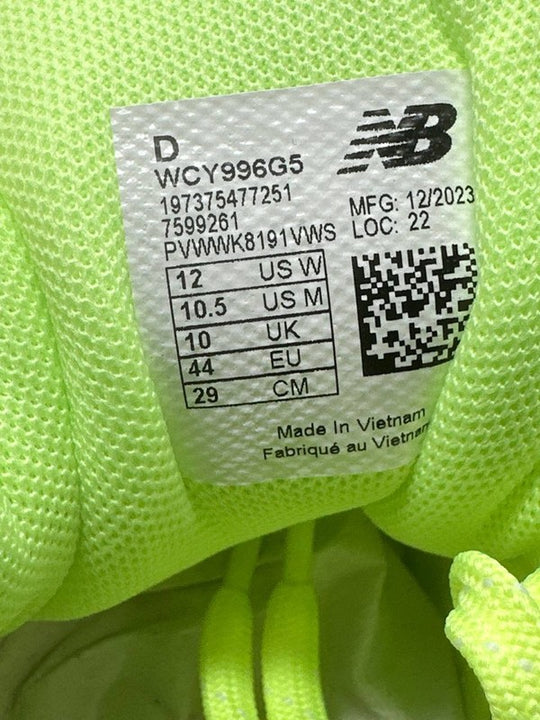 D
NB
WCY996G5
197375477251
7599261
PVWWK8191VWS
MFG: 12/2023
LOC: 22
12 US W
10.5 US M
10 UK
44 EU
29 CM
Made In Vietnam
Fabriqué au Vietnam